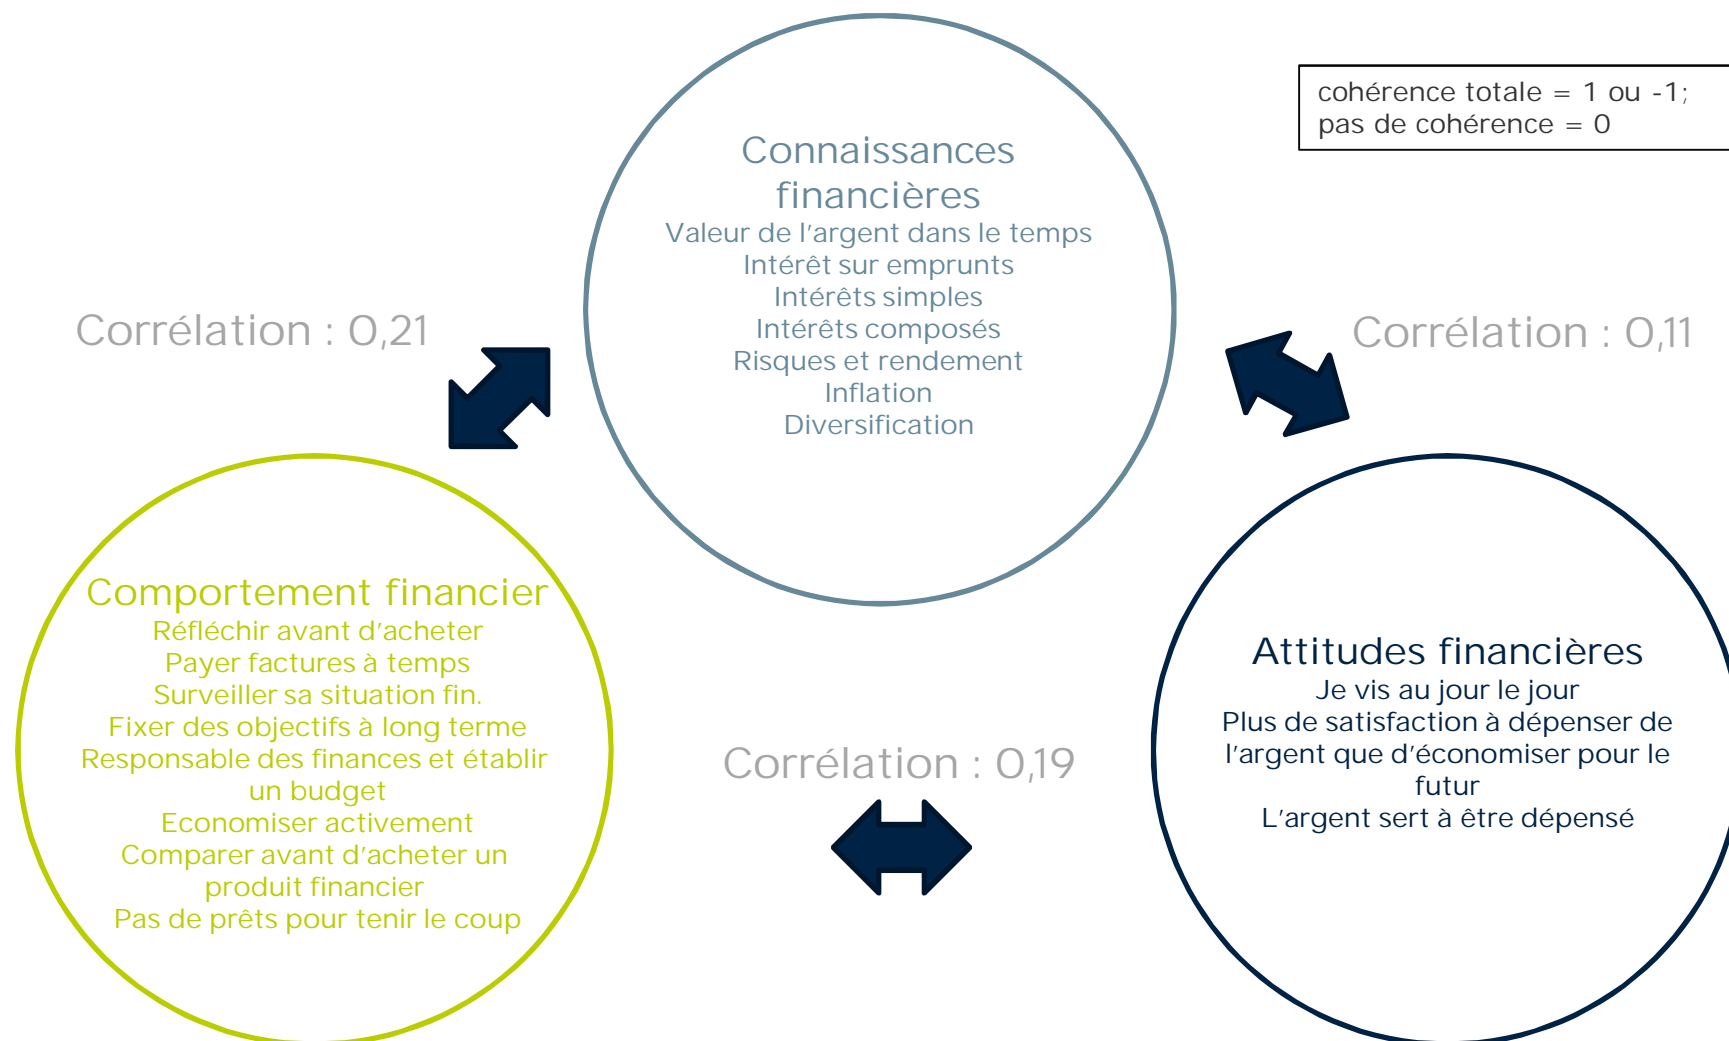 cohérence totale = 1 ou -1;
pas de cohérence = 0
Connaissances
financières
Valeur de l'argent dans le temps
Intérêt sur emprunts
Intérêts simples
Intérêts composés
Risques et rendement
Inflation
Diversification
Corrélation : 0,21
Corrélation : 0,11
Comportement financier
Réfléchir avant d'acheter
Payer factures à temps
Surveiller sa situation fin.
Fixer des objectifs à long terme
Responsable des finances et établir
un budget
Economiser activement
Comparer avant d'acheter un
produit financier
Pas de prêts pour tenir le coup
Corrélation : 0,19
Attitudes financières
Je vis au jour le jour
Plus de satisfaction à dépenser de
l'argent que d'économiser pour le
futur
L'argent sert à être dépensé